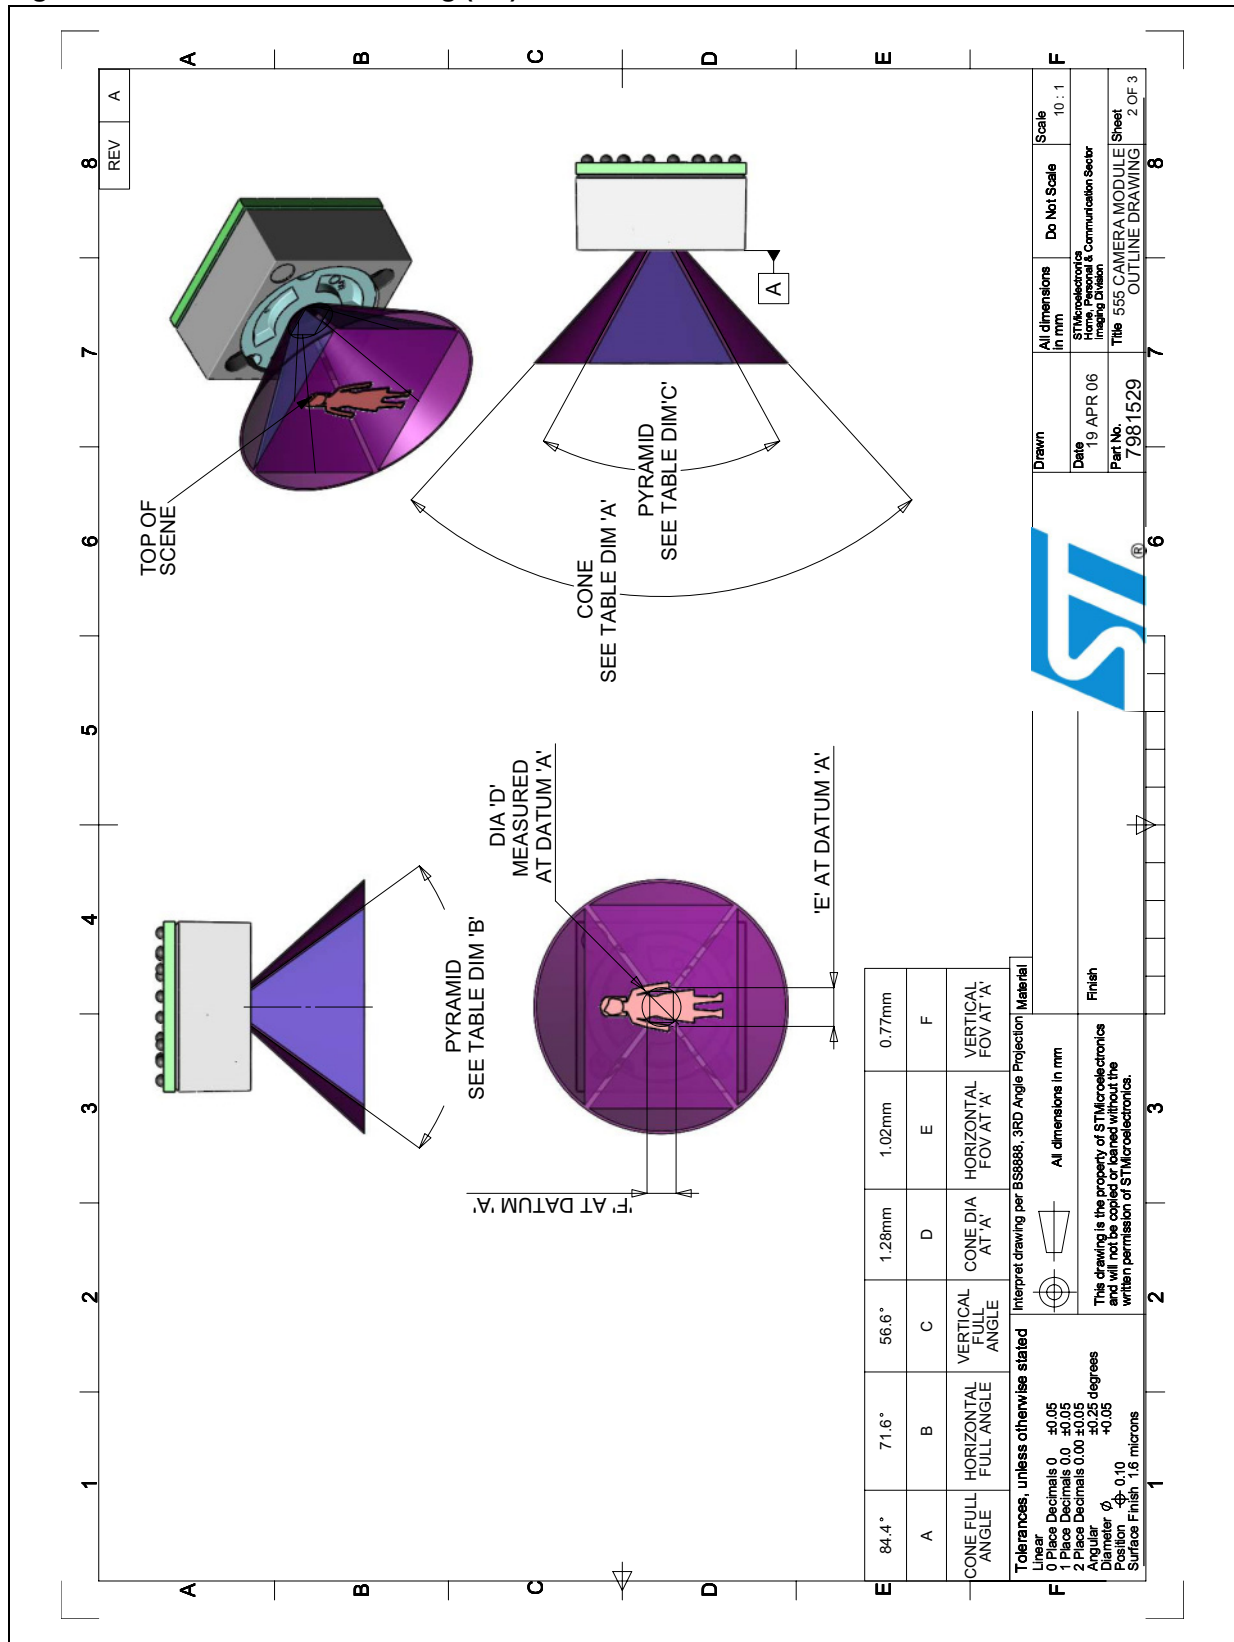 REV
A
A
B
C
D
E
F
8
7
6
5
4
3
2
1
TOP OF
SCENE
A
PYRAMID
SEE TABLE DIM'C'
CONE
SEE TABLE DIM 'A'
PYRAMID
SEE TABLE DIM 'B'
DIA 'D'
MEASURED
AT DATUM 'A'
'E' AT DATUM 'A'
'F' AT DATUM 'A'
84.4° 71.6° 56.6° 1.28mm 1.02mm 0.77mm
A B C D E F
CONE FULL
ANGLE
HORIZONTAL
FULL ANGLE
VERTICAL
FULL
ANGLE
CONE DIA
AT 'A'
HORIZONTAL
FOV AT 'A'
VERTICAL
FOV AT 'A'
Tolerances, unless otherwise stated
Linear
0 Place Decimals 0 ±0.05
1 Place Decimals 0.0 ±0.05
2 Place Decimals 0.00 ±0.05
Angular ±0.25 degrees
Diameter Ø +0.05
Position ⌖ 0.10
Surface Finish 1.6 microns
Interpret drawing per BS8888, 3RD Angle Projection
All dimensions in mm
This drawing is the property of STMicroelectronics
and will not be copied or loaned without the
written permission of STMicroelectronics.
Material
Finish
ST®
Drawn
Date
19 APR 06
Part No.
7981529
All dimensions
in mm
Do Not Scale
Scale
10 : 1
STMicroelectronics
Home, Personal & Communication Sector
Imaging Division
Title 555 CAMERA MODULE
OUTLINE DRAWING
Sheet
2 OF 3
A
B
C
D
E
F
8
7
6
3
2
1